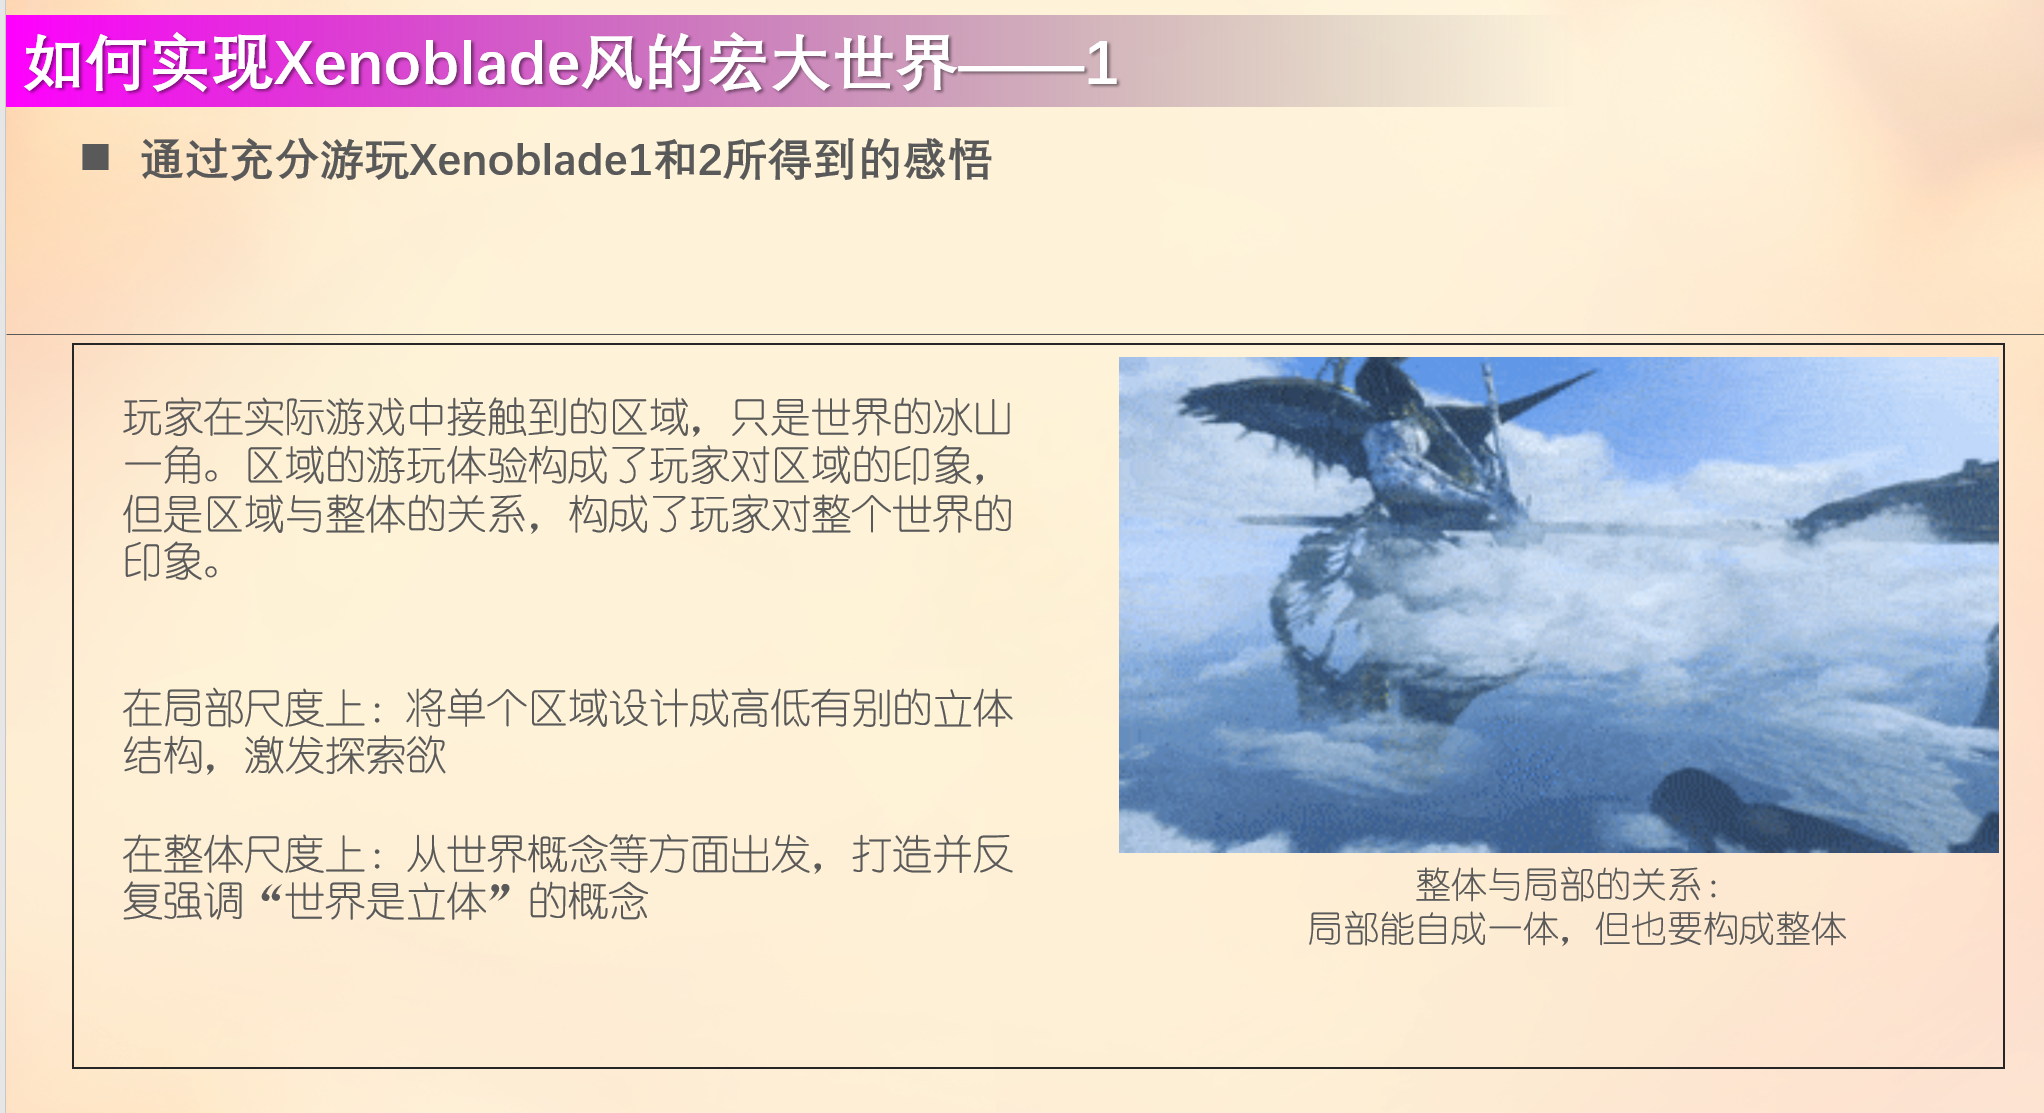 如何实现Xenoblade风的宏大世界——1
■ 通过充分游玩Xenoblade1和2所得到的感悟
玩家在实际游戏中接触到的区域，只是世界的冰山
一角。区域的游玩体验构成了玩家对区域的印象，
但是区域与整体的关系，构成了玩家对整个世界的
印象。
在局部尺度上：将单个区域设计成高低有别的立体
结构，激发探索欲
在整体尺度上：从世界概念等方面出发，打造并反
复强调“世界是立体”的概念
整体与局部的关系：
局部能自成一体，但也要构成整体